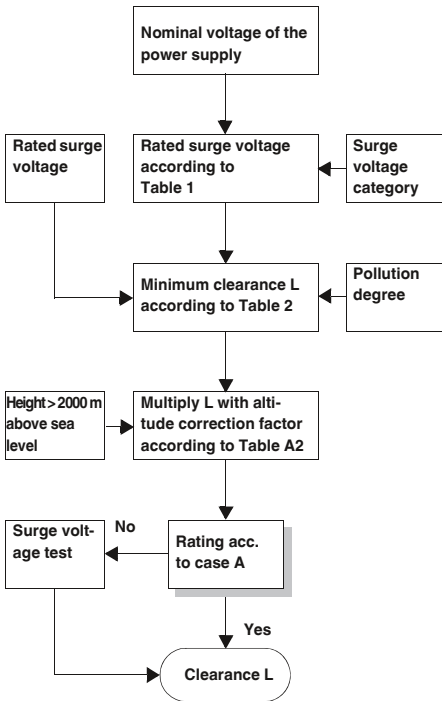 Nominal voltage of the
power supply
Rated surge
voltage
Rated surge voltage
according to
Table 1
Surge
voltage
category
Minimum clearance L
according to Table 2
Pollution
degree
Height > 2000 m
above sea
level
Multiply L with alti-
tude correction factor
according to Table A2
Surge volt-
age test
No
Rating acc.
to case A
Yes
Clearance L